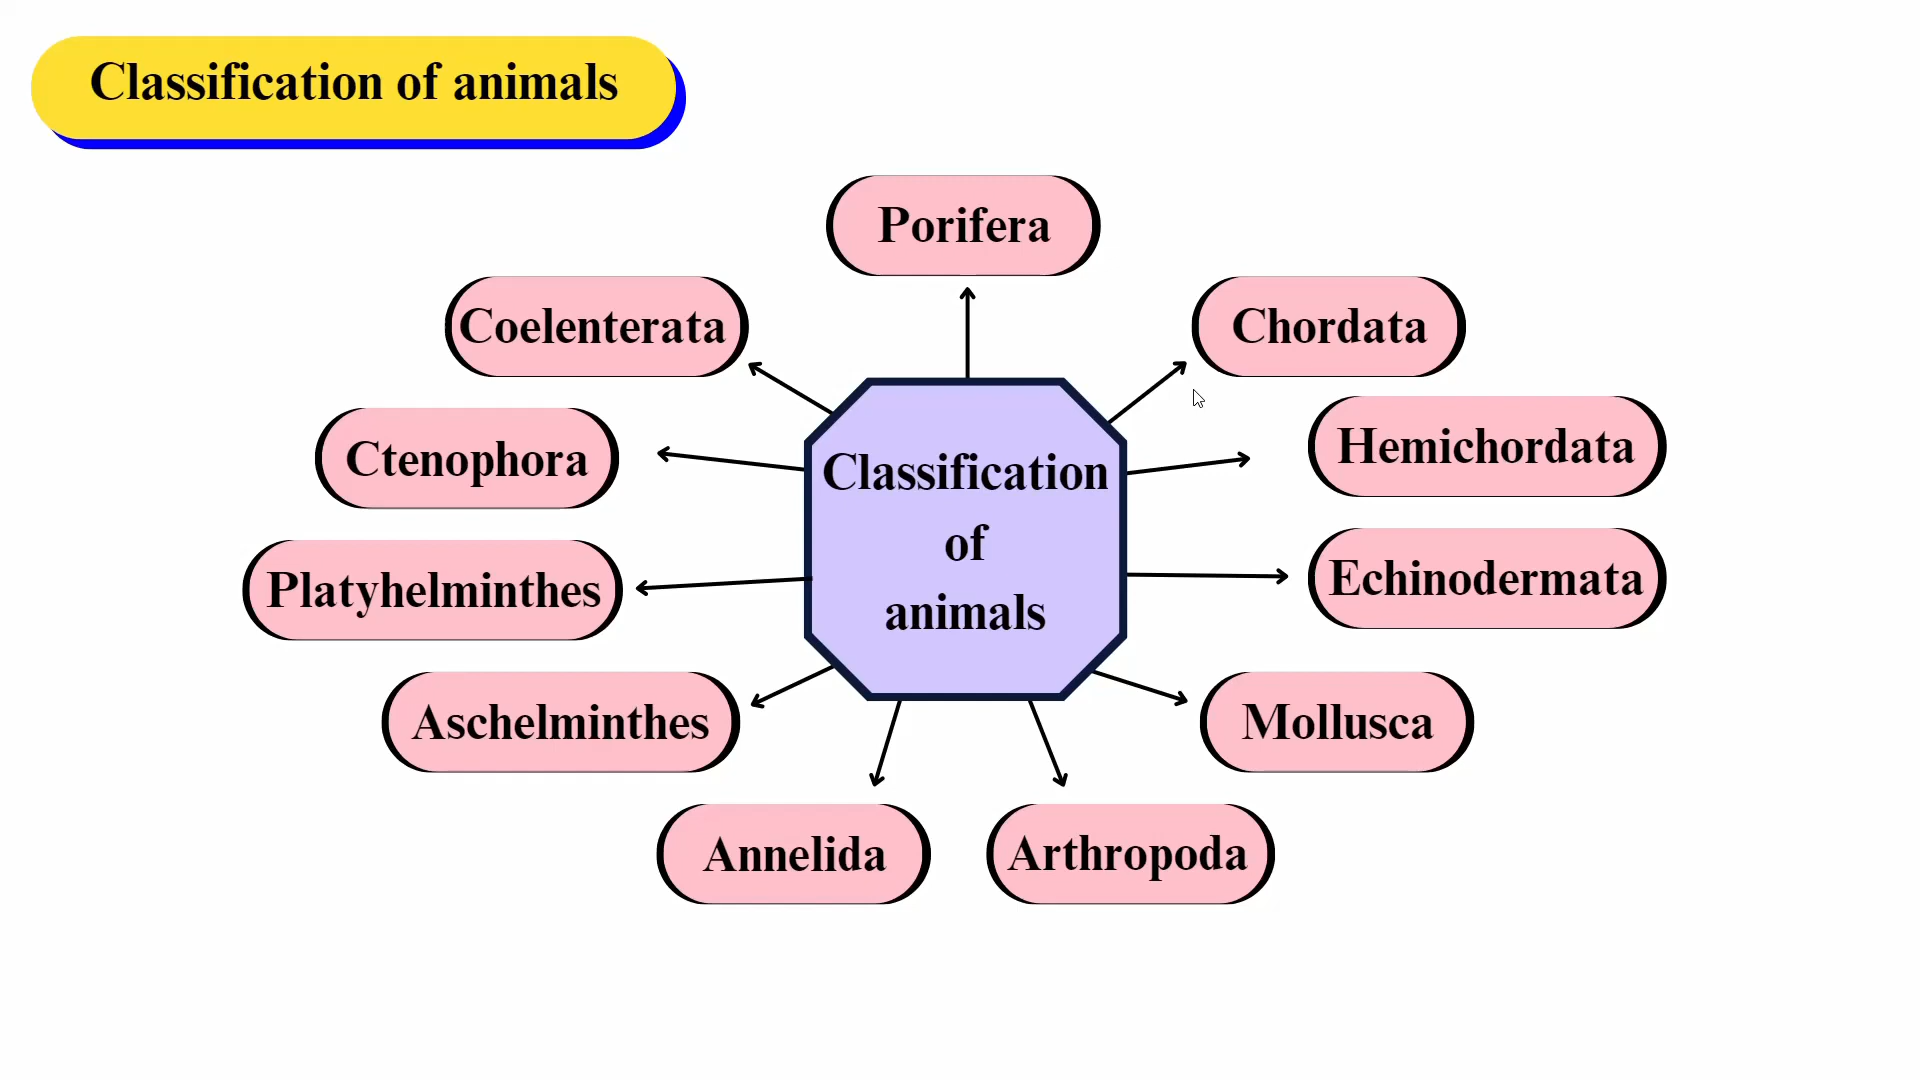 Classification of animals
Porifera
Coelenterata
Chordata
Ctenophora
Hemichordata
Classification
of
animals
Platyhelminthes
Echinodermata
Aschelminthes
Mollusca
Annelida
Arthropoda